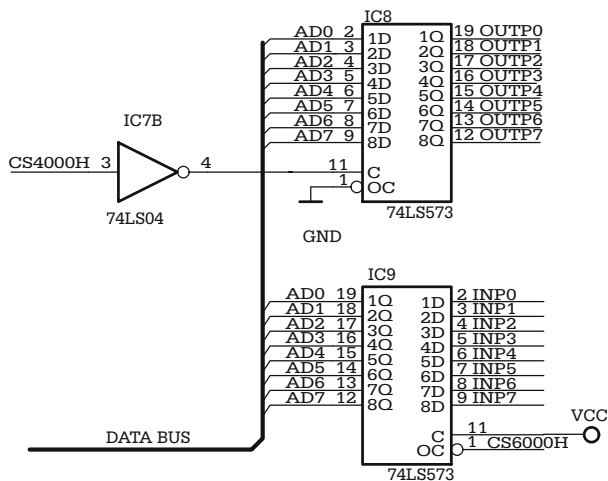 IC8
AD0 2 1D 1Q 19 OUTP0
AD1 3 2D 2Q 18 OUTP1
AD2 4 3D 3Q 17 OUTP2
AD3 5 4D 4Q 16 OUTP3
AD4 6 5D 5Q 15 OUTP4
AD5 7 6D 6Q 14 OUTP5
AD6 8 7D 7Q 13 OUTP6
AD7 9 8D 8Q 12 OUTP7
IC7B
CS4000H 3 4 11 C
1 OC
74LS04
74LS573
GND
IC9
AD0 19 1Q 1D 2 INP0
AD1 18 2Q 2D 3 INP1
AD2 17 3Q 3D 4 INP2
AD3 16 4Q 4D 5 INP3
AD4 15 5Q 5D 6 INP4
AD5 14 6Q 6D 7 INP5
AD6 13 7Q 7D 8 INP6
AD7 12 8Q 8D 9 INP7
VCC
C 11
DATA BUS
OC 1 CS6000H
74LS573